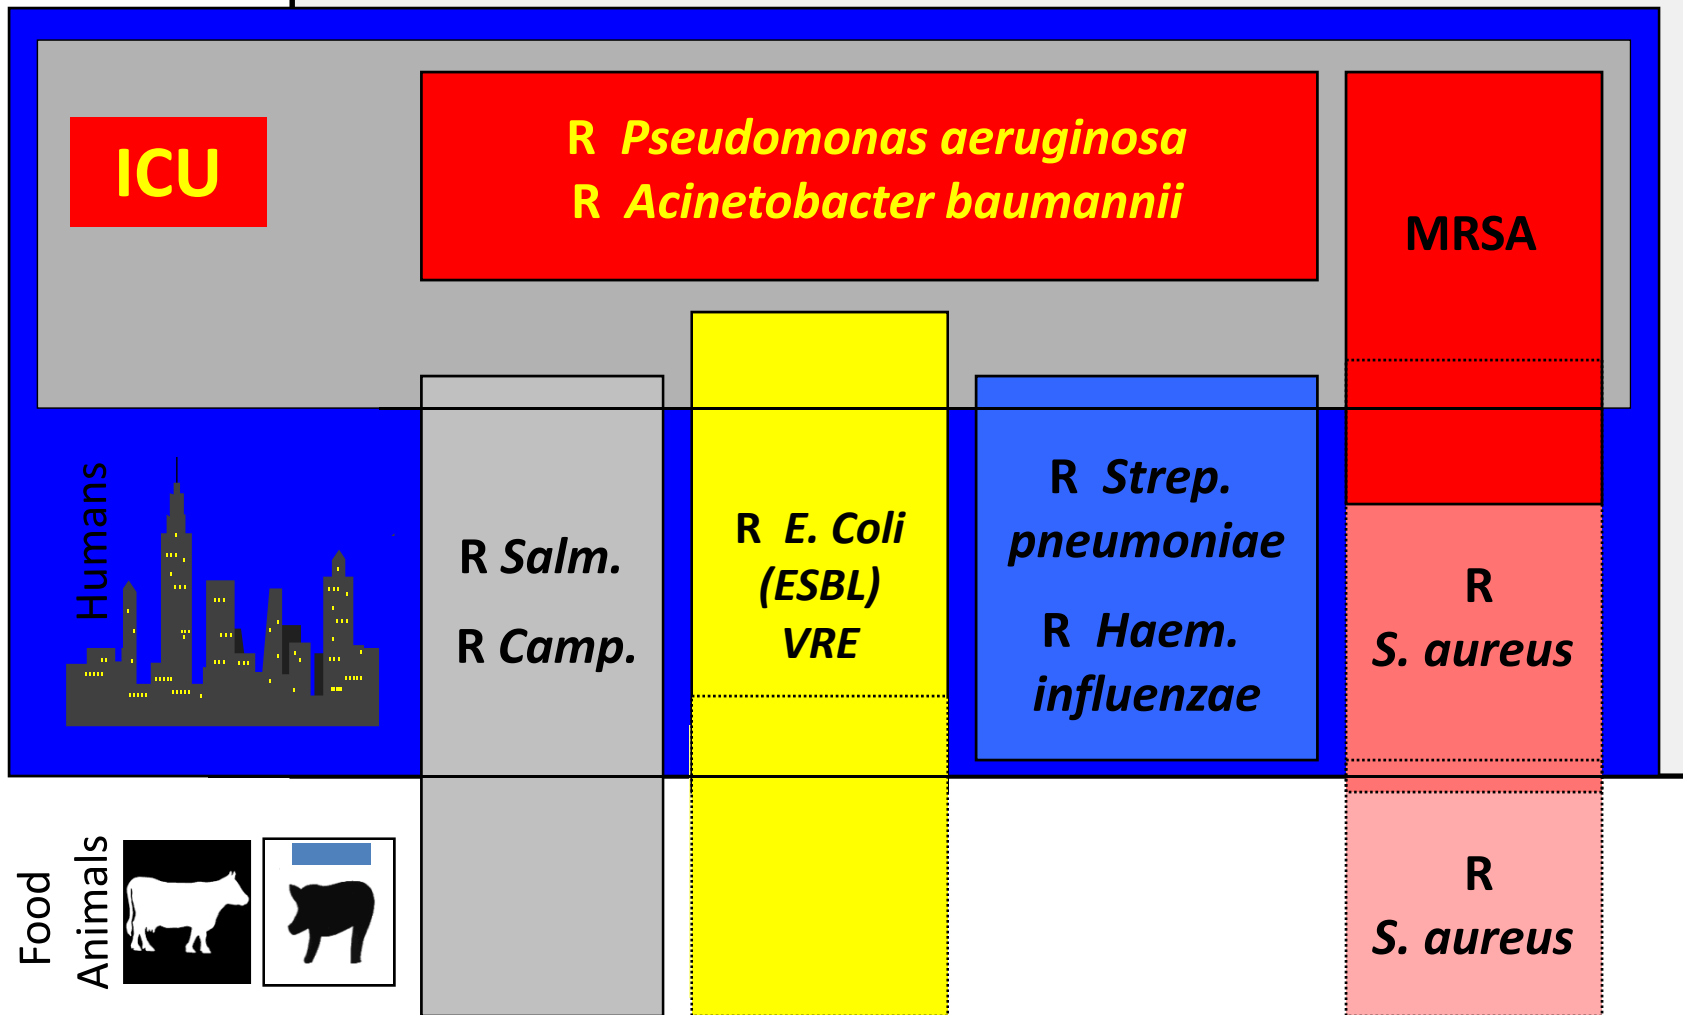 ICU
R Pseudomonas aeruginosa
R Acinetobacter baumannii
MRSA
Humans
R Salm.
R Camp.
R E. Coli
(ESBL)
VRE
R Strep.
pneumoniae
R Haem.
influenzae
R
S. aureus
Food
Animals
R
S. aureus